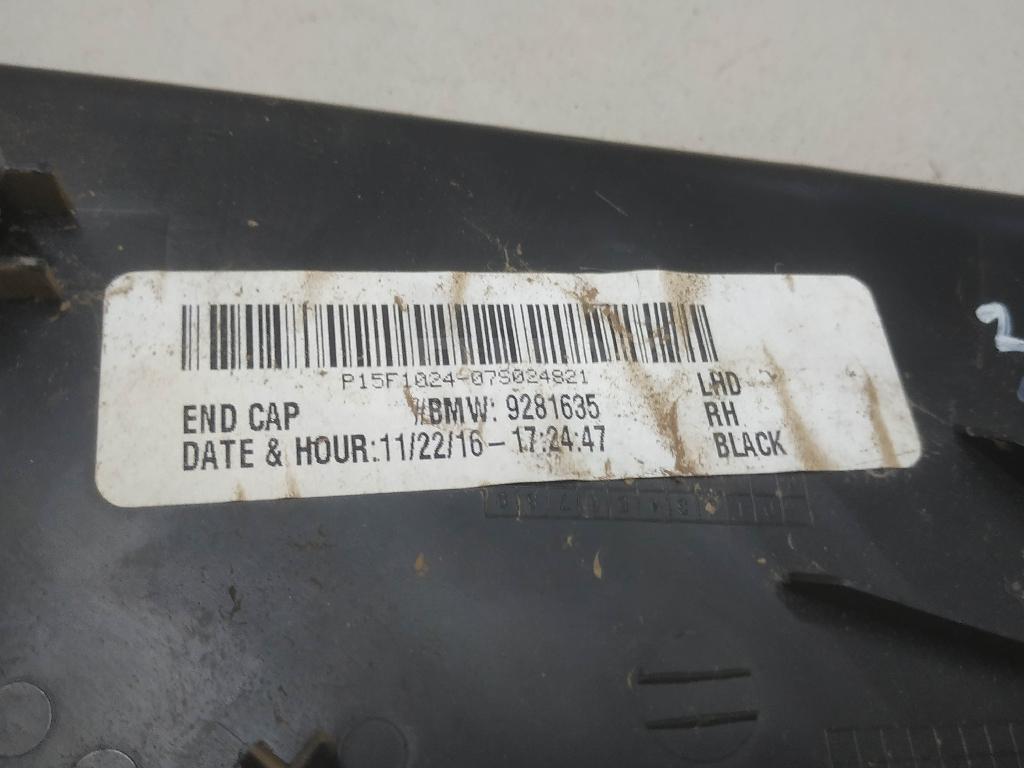 P15F1024-07S024821
LHD
END CAP #BMW: 9281635 RH
DATE & HOUR:11/22/16-17:24:47 BLACK